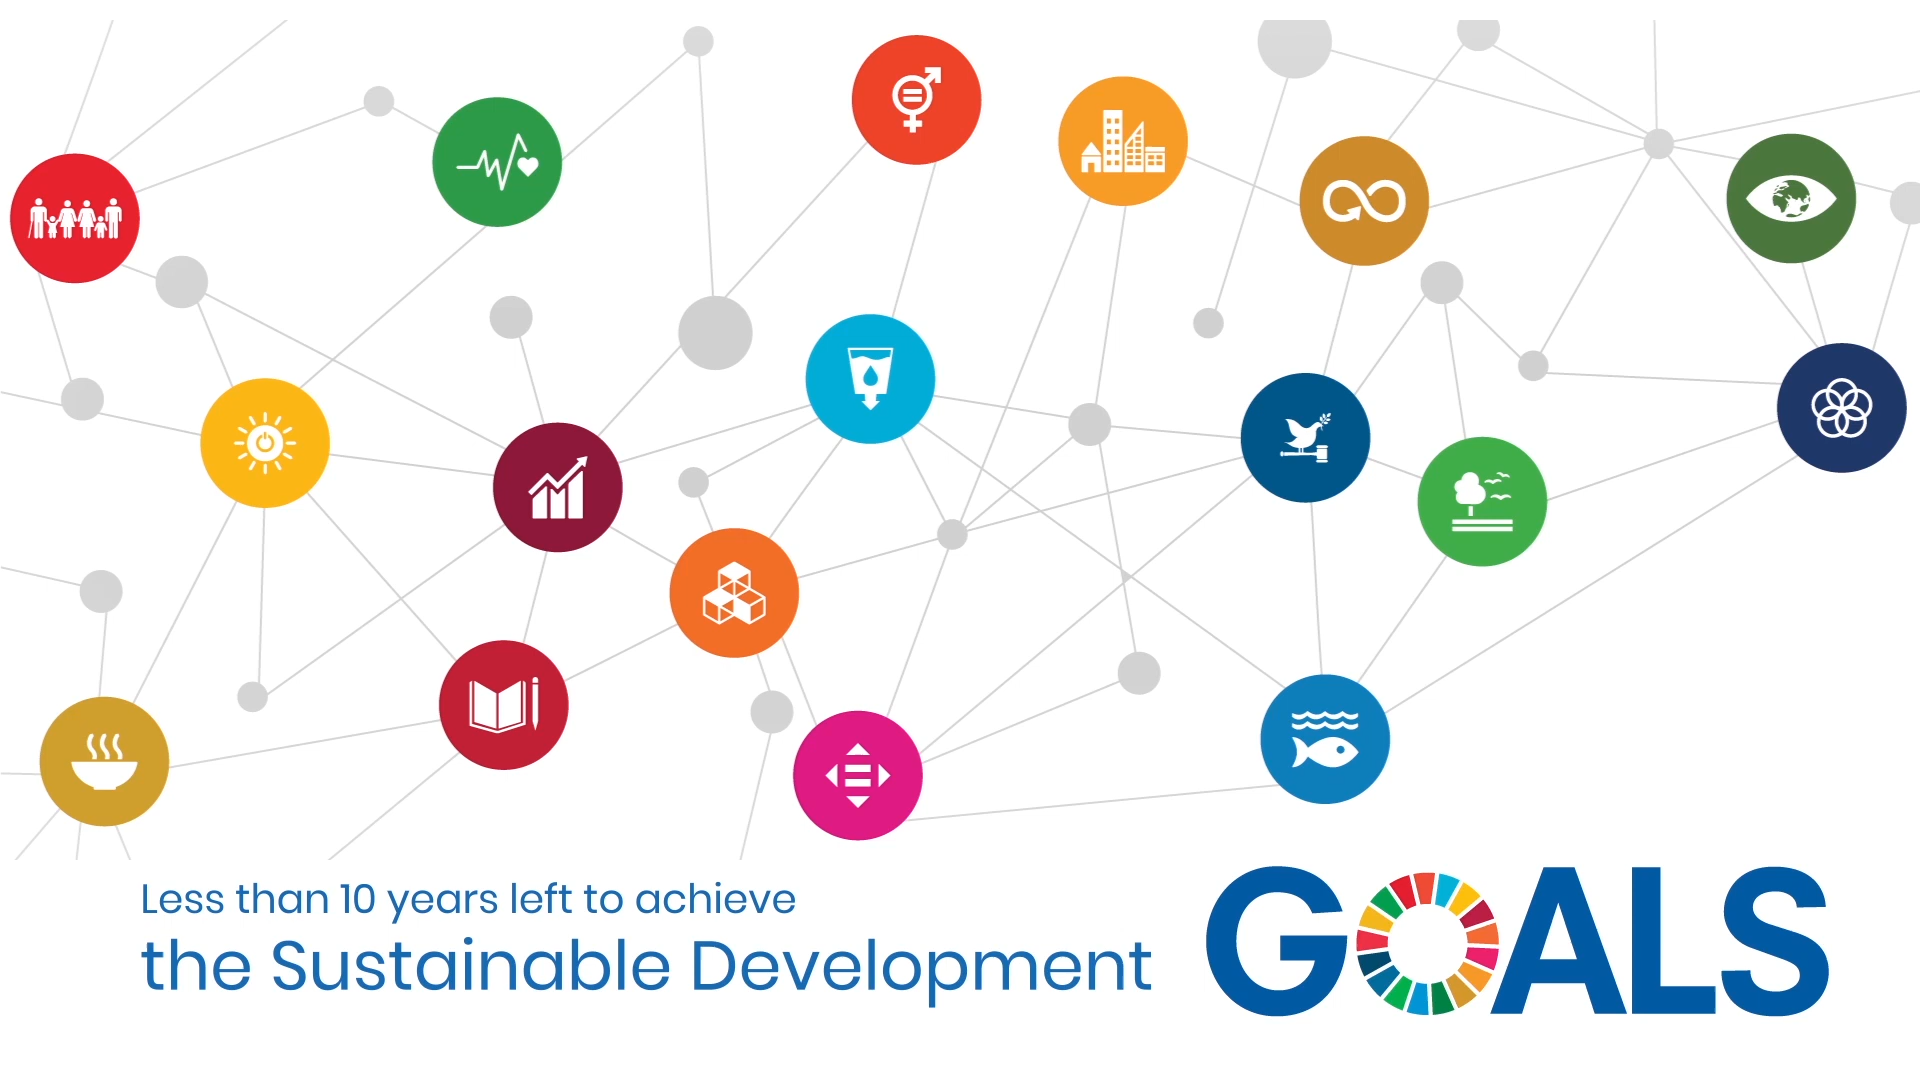 Less than 10 years left to achieve
the Sustainable Development
GOALS